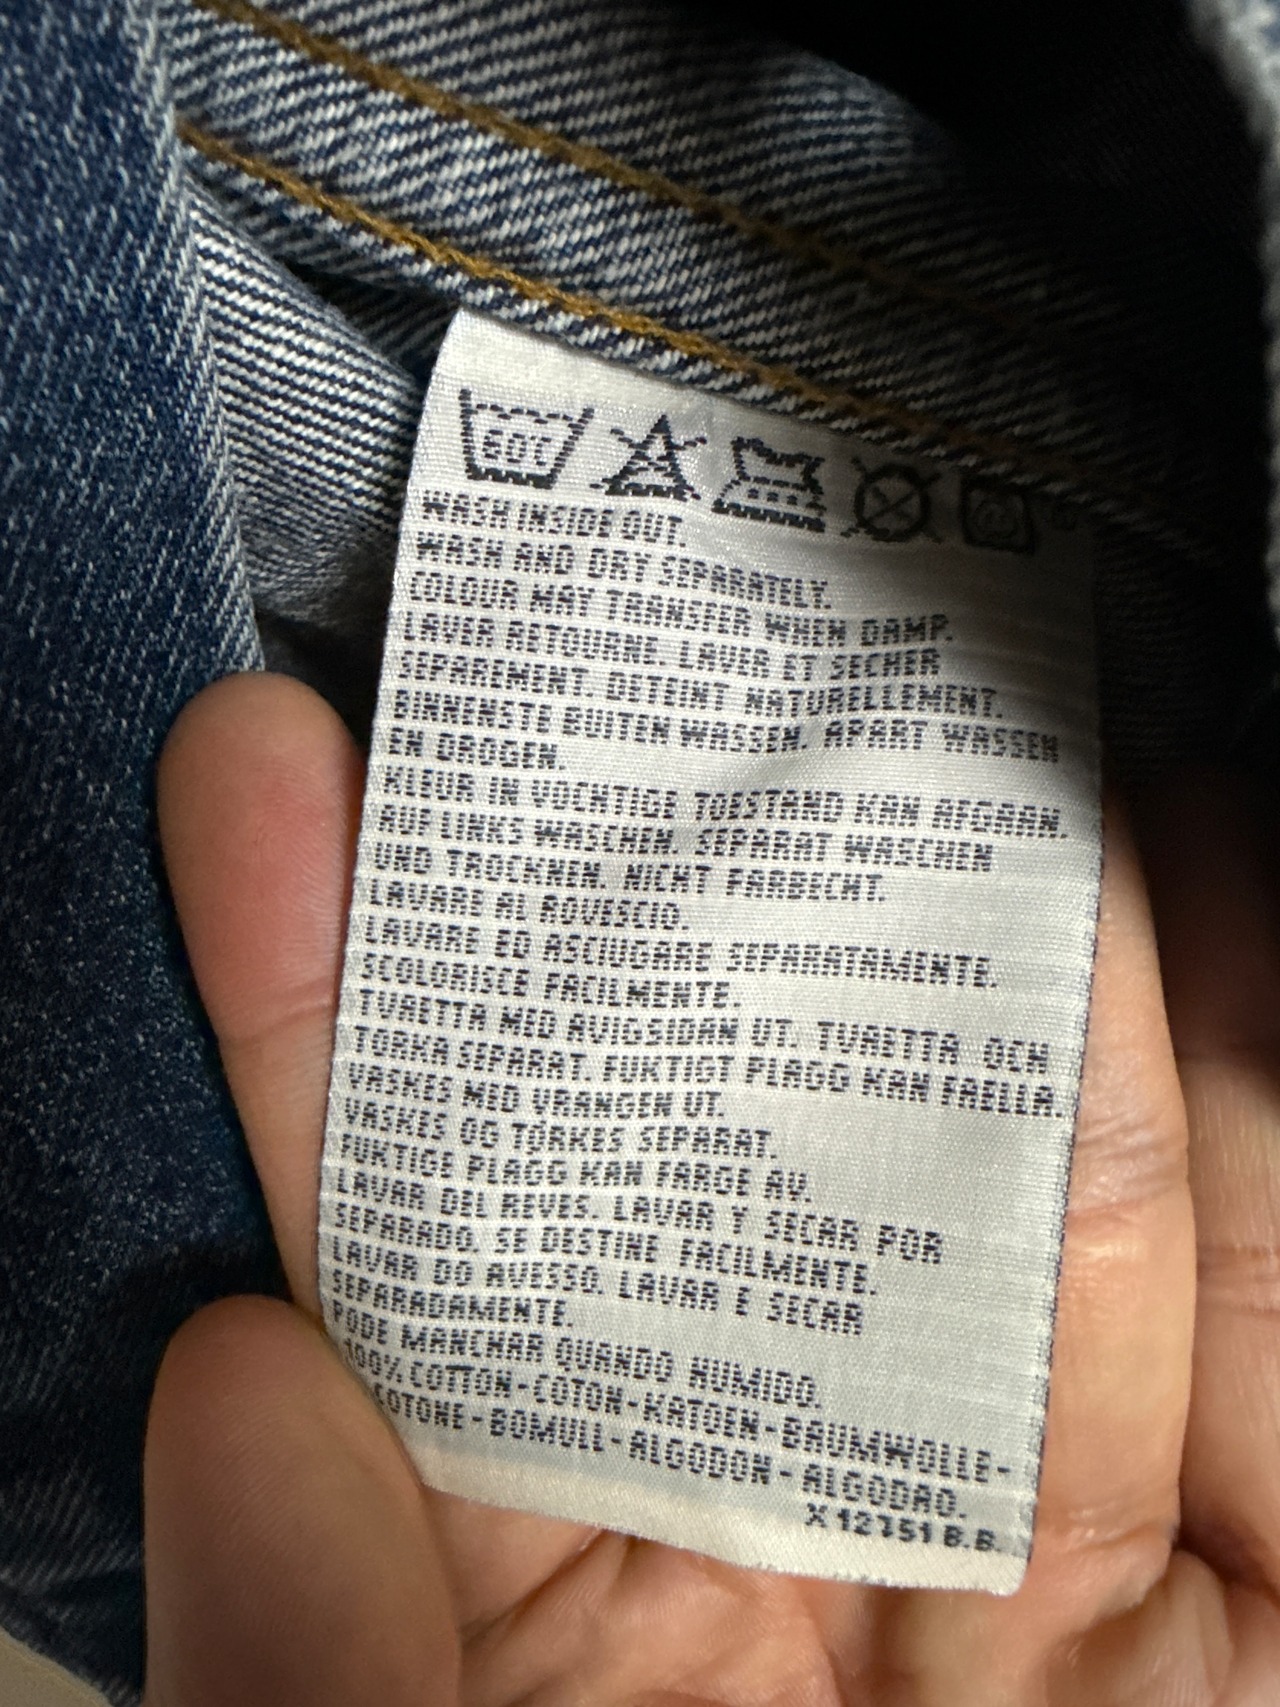 60°C
WASH INSIDE OUT.
WASH AND DRY SEPARATELY.
COLOUR MAY TRANSFER WHEN DAMP.
LAVER RETOURNE. LAVER ET SECHER
SEPAREMENT. DETEINT NATURELLEMENT.
BINNENSTE BUITEN WASSEN. APART WASSEN
EN DROGEN.
KLEUR IN VOCHTIGE TOESTAND KAN AFGAAN.
AUF LINKS WASCHEN. SEPARAT WASCHEN
UND TROCKNEN. NICHT FARBECHT.
LAVARE AL ROVESCIO.
LAVARE ED ASCIUGARE SEPARATAMENTE.
SCOLORISCE FACILMENTE.
TVAETTA MED AVIGSIDAN UT. TVAETTA OCH
TORKA SEPARAT. FUKTIGT PLAGG KAN FAELLA.
VASKES MED VRANGEN UT.
VASKES OG TØRKES SEPARAT.
FUKTIGE PLAGG KAN FARGE AV.
LAVAR DEL REVES. LAVAR Y SECAR POR
SEPARADO. SE DESTINE FACILMENTE.
LAVAR DO AVESSO. LAVAR E SECAR
SEPARADAMENTE.
PODE MANCHAR QUANDO HUMIDO.
100% COTTON-COTON-KATOEN-BAUMWOLLE-
COTONE-BOMULL-ALGODON-ALGODAO.
X 12751 B.B.